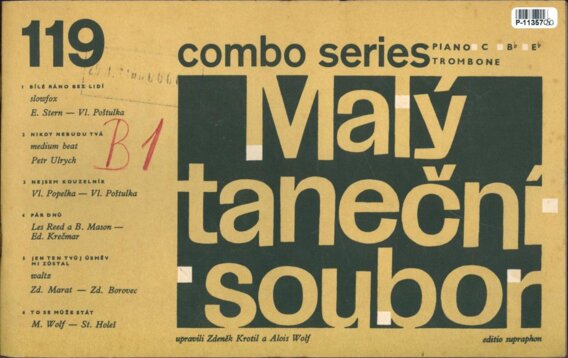 119
combo series
PIANO C B♭ E♭
TROMBONE
P-1135708
Malý
taneční
soubor
1 BÍLÉ RÁNO BEZ LIDÍ
slowfox
E. Stern — Vl. Poštulka
2 NIKDY NEBUDU TVÁ
medium beat
Petr Ulrych
3 NEJSEM KOUZELNÍK
Vl. Popelka — Vl. Poštulka
4 PÁR DNŮ
Les Reed a B. Mason —
Ed. Krečmar
5 JEN TEN TVŮJ ÚSMĚV
MI ZŮSTAL
waltz
Zd. Marat — Zd. Borovec
6 TO SE MŮŽE STÁT
M. Wolf — St. Holeš
B1
upravili Zdeněk Krotil a Alois Wolf
editio supraphon